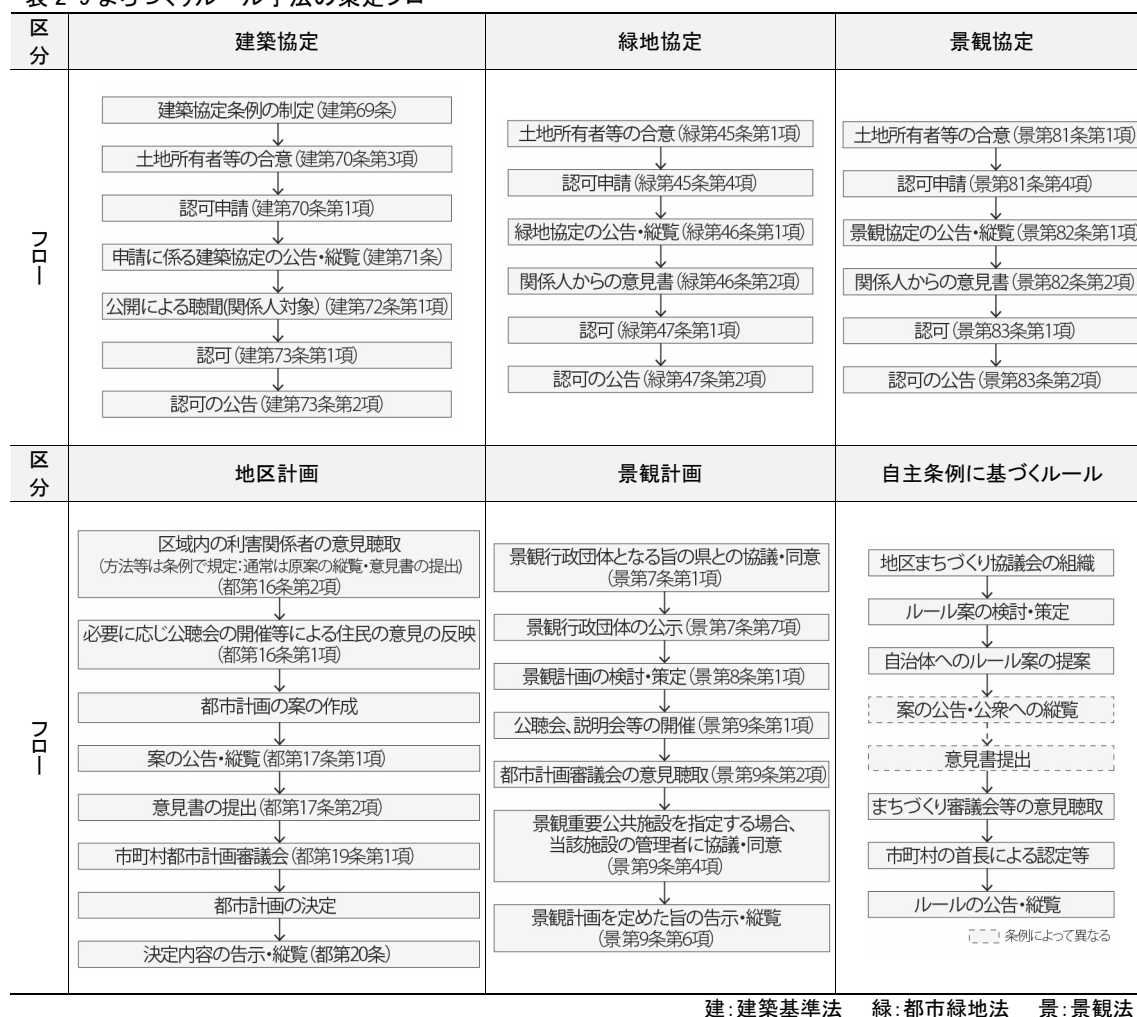 表 2-9 まちづくりルール手法の策定フロー
区分
建築協定
緑地協定
景観協定
フロー
建築協定条例の制定(建第69条)
土地所有者等の合意(建第70条第3項)
認可申請(建第70条第1項)
申請に係る建築協定の公告・縦覧(建第71条)
公開による聴聞(関係人対象) (建第72条第1項)
認可(建第73条第1項)
認可の公告(建第73条第2項)
土地所有者等の合意(緑第45条第1項)
認可申請(緑第45条第4項)
緑地協定の公告・縦覧(緑第46条第1項)
関係人からの意見書(緑第46条第2項)
認可(緑第47条第1項)
認可の公告(緑第47条第2項)
土地所有者等の合意(景第81条第1項)
認可申請(景第81条第4項)
景観協定の公告・縦覧(景第82条第1項)
関係人からの意見書(景第82条第2項)
認可(景第83条第1項)
認可の公告(景第83条第2項)
区分
地区計画
景観計画
自主条例に基づくルール
フロー
区域内の利害関係者の意見聴取
(方法等は条例で規定:通常は原案の縦覧・意見書の提出)
(都第16条第2項)
必要に応じ公聴会の開催等による住民の意見の反映
(都第16条第1項)
都市計画の案の作成
案の公告・縦覧(都第17条第1項)
意見書の提出(都第17条第2項)
市町村都市計画審議会(都第19条第1項)
都市計画の決定
決定内容の告示・縦覧(都第20条)
景観行政団体となる旨の県との協議・同意
(景第7条第1項)
景観行政団体の公示(景第7条第7項)
景観計画の検討・策定(景第8条第1項)
公聴会、説明会等の開催(景第9条第1項)
都市計画審議会の意見聴取(景第9条第2項)
景観重要公共施設を指定する場合、
当該施設の管理者に協議・同意
(景第9条第4項)
景観計画を定めた旨の告示・縦覧
(景第9条第6項)
地区まちづくり協議会の組織
ルール案の検討・策定
自治体へのルール案の提案
案の公告・公衆への縦覧
意見書提出
まちづくり審議会等の意見聴取
市町村の首長による認定等
ルールの公告・縦覧
条例によって異なる
建:建築基準法 緑:都市緑地法 景:景観法